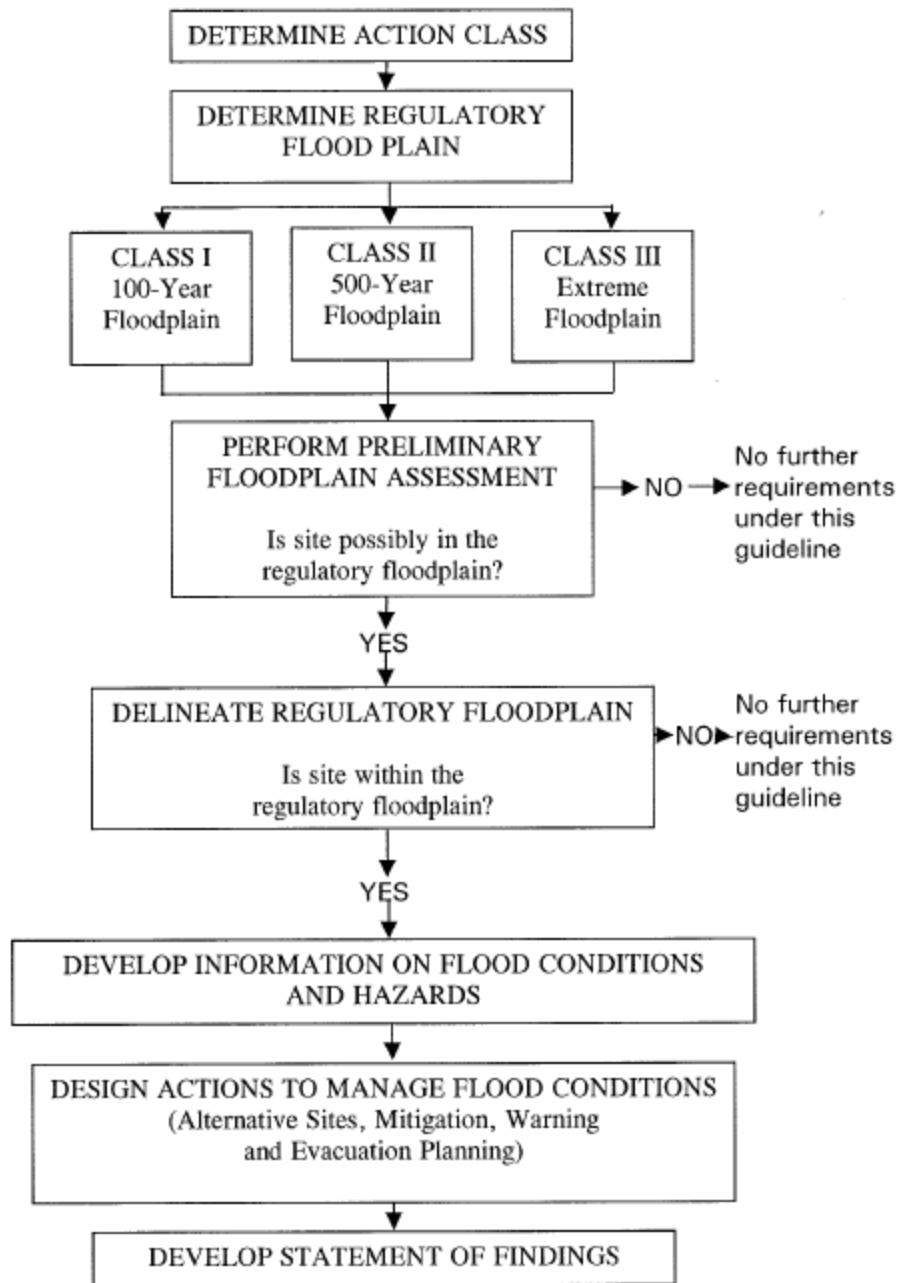 DETERMINE ACTION CLASS
DETERMINE REGULATORY
FLOOD PLAIN
CLASS I
100-Year
Floodplain
CLASS II
500-Year
Floodplain
CLASS III
Extreme
Floodplain
PERFORM PRELIMINARY
FLOODPLAIN ASSESSMENT
Is site possibly in the
regulatory floodplain?
NO
No further
requirements
under this
guideline
YES
DELINEATE REGULATORY FLOODPLAIN
Is site within the
regulatory floodplain?
NO
No further
requirements
under this
guideline
YES
DEVELOP INFORMATION ON FLOOD CONDITIONS
AND HAZARDS
DESIGN ACTIONS TO MANAGE FLOOD CONDITIONS
(Alternative Sites, Mitigation, Warning
and Evacuation Planning)
DEVELOP STATEMENT OF FINDINGS